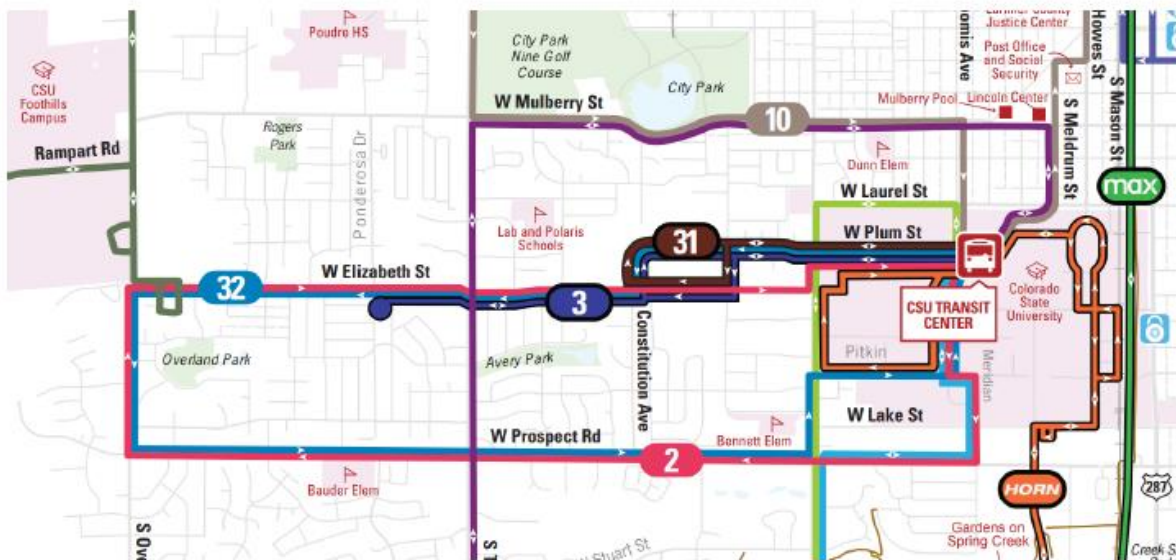 Poudre HS
City Park
Nine Golf
Course
City Park
CSU
Foothills
Campus
Justice Center
Howes St
Post Office
and Social
Security
W Mulberry St
10
Mulberry Pool
Lincoln Center
S Meldrum St
S Mason St
Rogers
Park
Rampart Rd
Ponderosa Dr
Dunn Elem
max
W Laurel St
Lab and Polaris
Schools
31
W Plum St
W Elizabeth St
32
3
Colorado
State
University
CSU TRANSIT
CENTER
Constitution Ave
Overland Park
Avery Park
Pitkin
Meridian
W Lake St
W Prospect Rd
Bennett Elem
2
Bauder Elem
HORN
287
Gardens on
Spring Creek
Stuart St